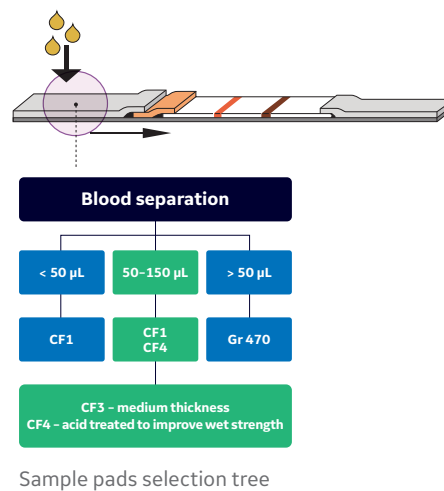 Blood separation
< 50 µL
50–150 µL
> 50 µL
CF1
CF1
CF4
Gr 470
CF3 – medium thickness
CF4 – acid treated to improve wet strength
Sample pads selection tree